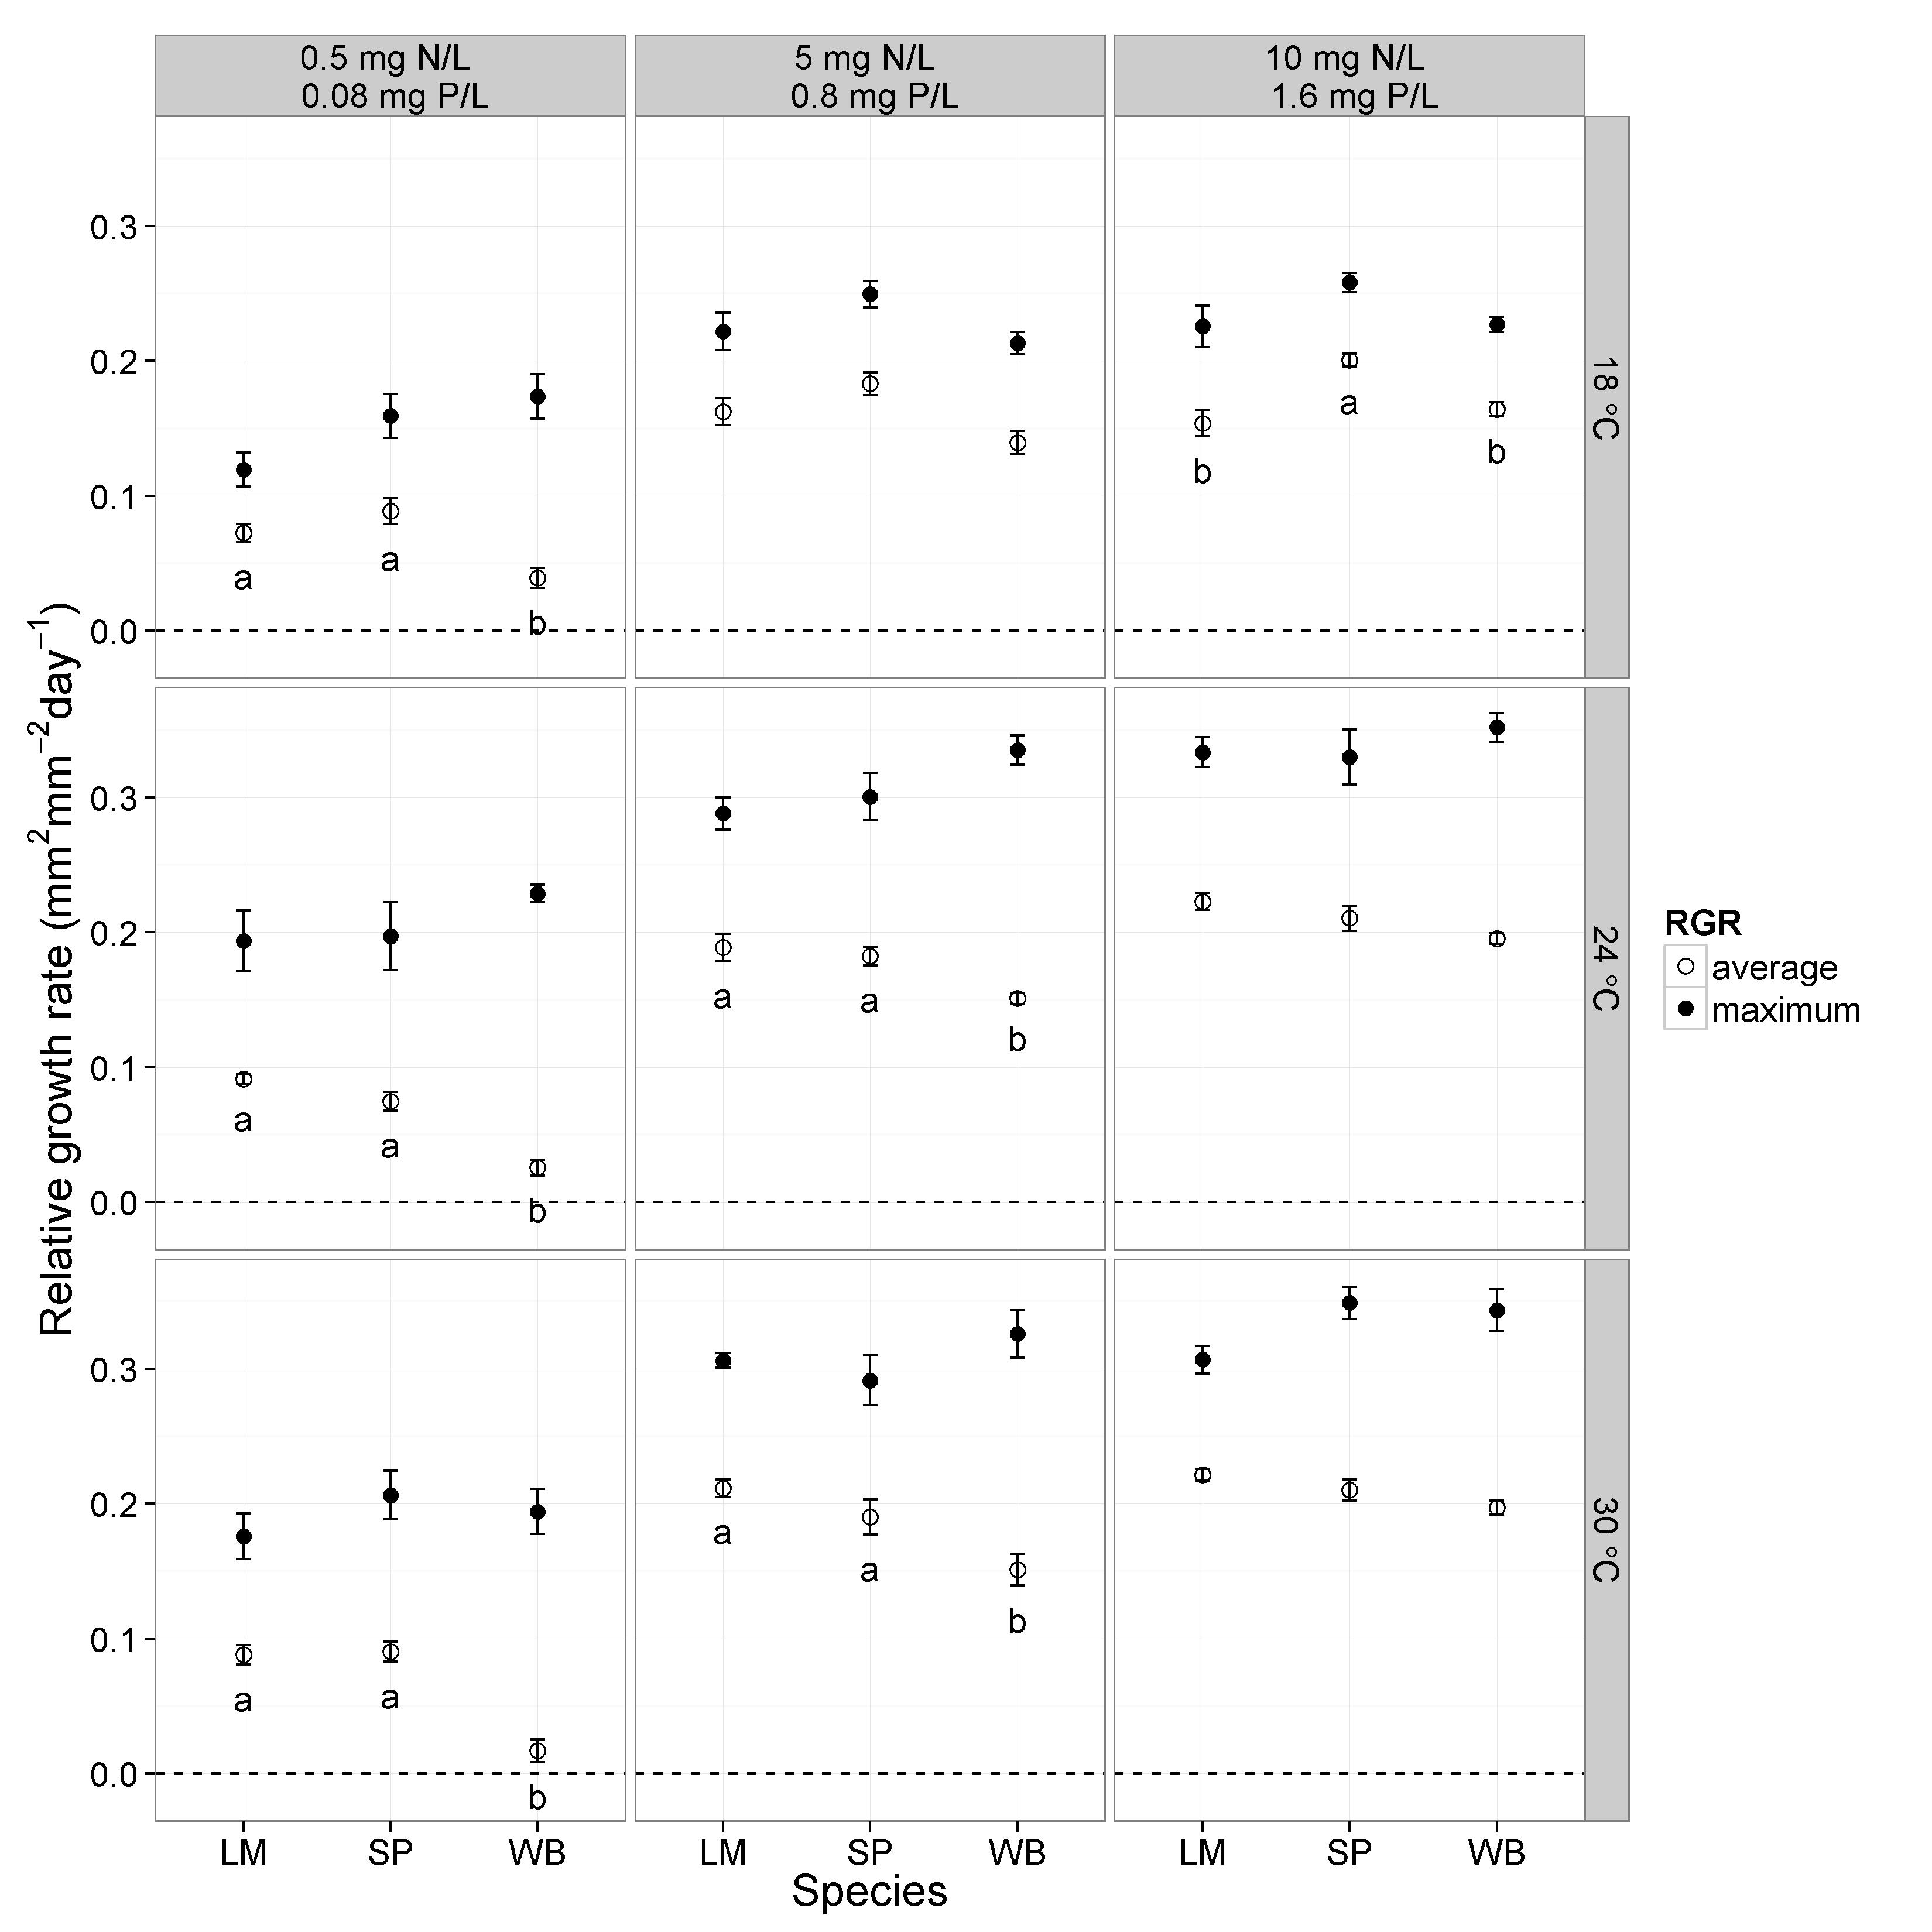 0.5 mg N/L
0.08 mg P/L
5 mg N/L
0.8 mg P/L
10 mg N/L
1.6 mg P/L
Relative growth rate (mm²mm⁻²day⁻¹)
0.3
0.2
0.1
0.0
a
a
b
b
a
b
18 °C
0.3
0.2
0.1
0.0
a
a
b
a
a
b
24 °C
0.3
0.2
0.1
0.0
a
a
b
a
a
b
30 °C
LM SP WB
LM SP WB
LM SP WB
Species
RGR
average
maximum